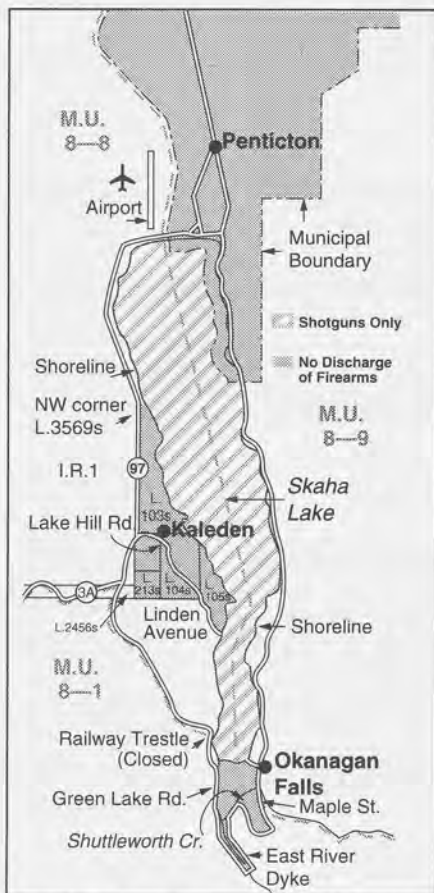 M.U.
8—8
Penticton
Airport
Municipal
Boundary
Shotguns Only
Shoreline
No Discharge
of Firearms
NW corner
L.3569s
M.U.
8—9
I.R.1
97
Skaha
Lake
L.
103s
Lake Hill Rd.
Kaleden
3A
L.
213s
L.
104s
L.
105s
L.2456s
Linden
Avenue
Shoreline
M.U.
8—1
Railway Trestle
(Closed)
Okanagan
Falls
Green Lake Rd.
Maple St.
Shuttleworth Cr.
East River
Dyke